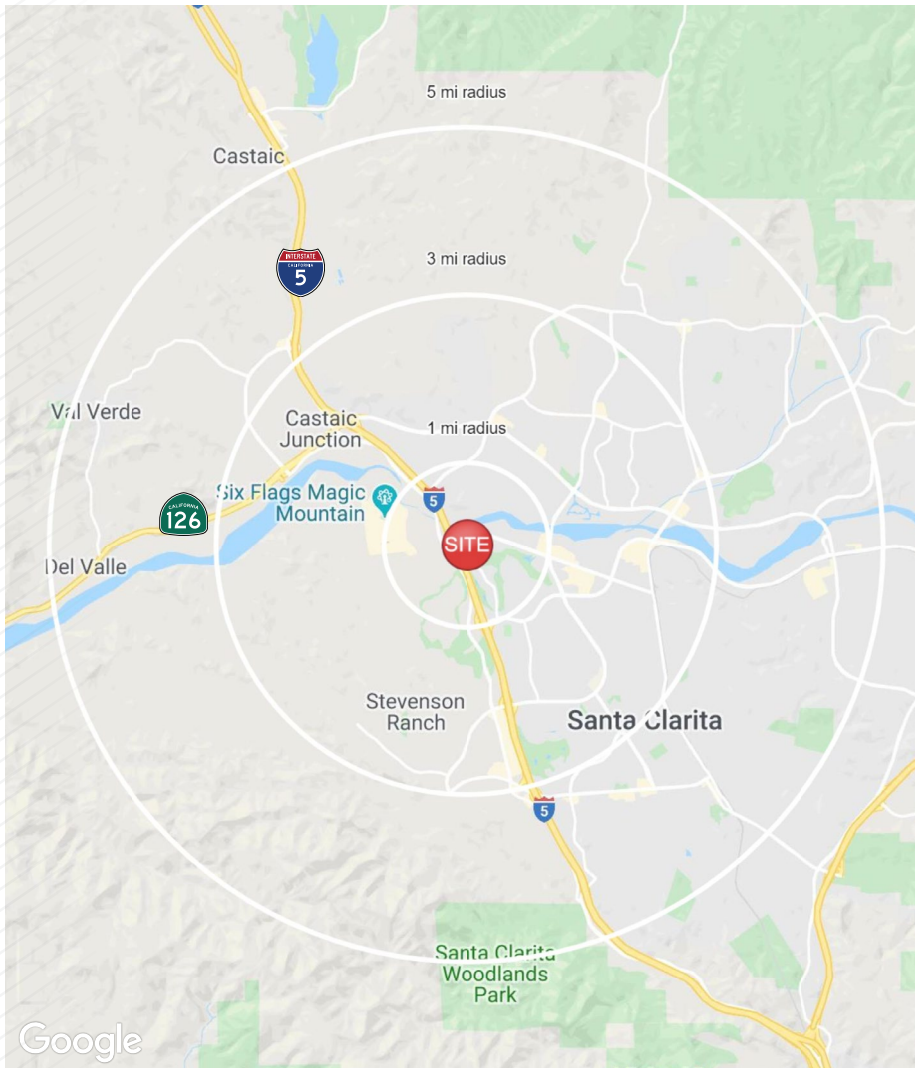 5 mi radius
Castaic
INTERSTATE
CALIFORNIA
5
3 mi radius
Val Verde
Castaic
Junction
1 mi radius
Six Flags Magic
Mountain
5
CALIFORNIA
126
SITE
Del Valle
Stevenson
Ranch
Santa Clarita
5
Santa Clarita
Woodlands
Park
Google